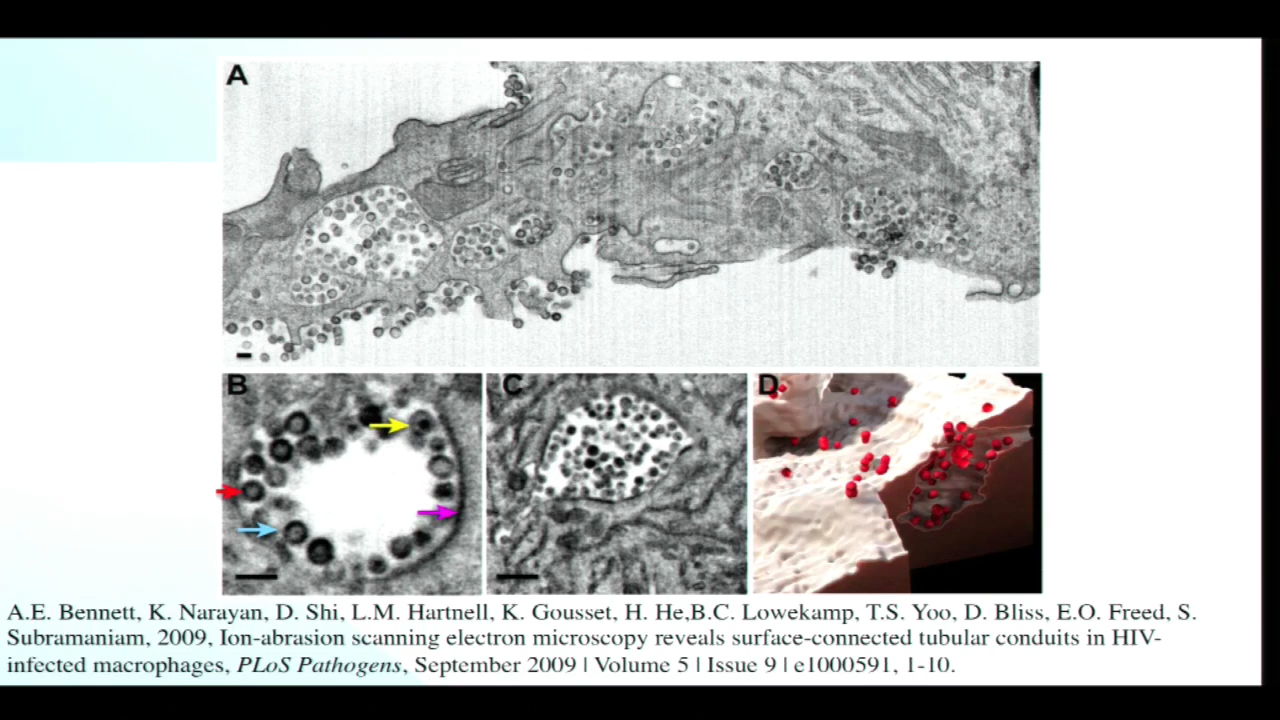 A
B
C
D
A.E. Bennett, K. Narayan, D. Shi, L.M. Hartnell, K. Gousset, H. He,B.C. Lowekamp, T.S. Yoo, D. Bliss, E.O. Freed, S.
Subramaniam, 2009, Ion-abrasion scanning electron microscopy reveals surface-connected tubular conduits in HIV-
infected macrophages, PLoS Pathogens, September 2009 | Volume 5 | Issue 9 | e1000591, 1-10.